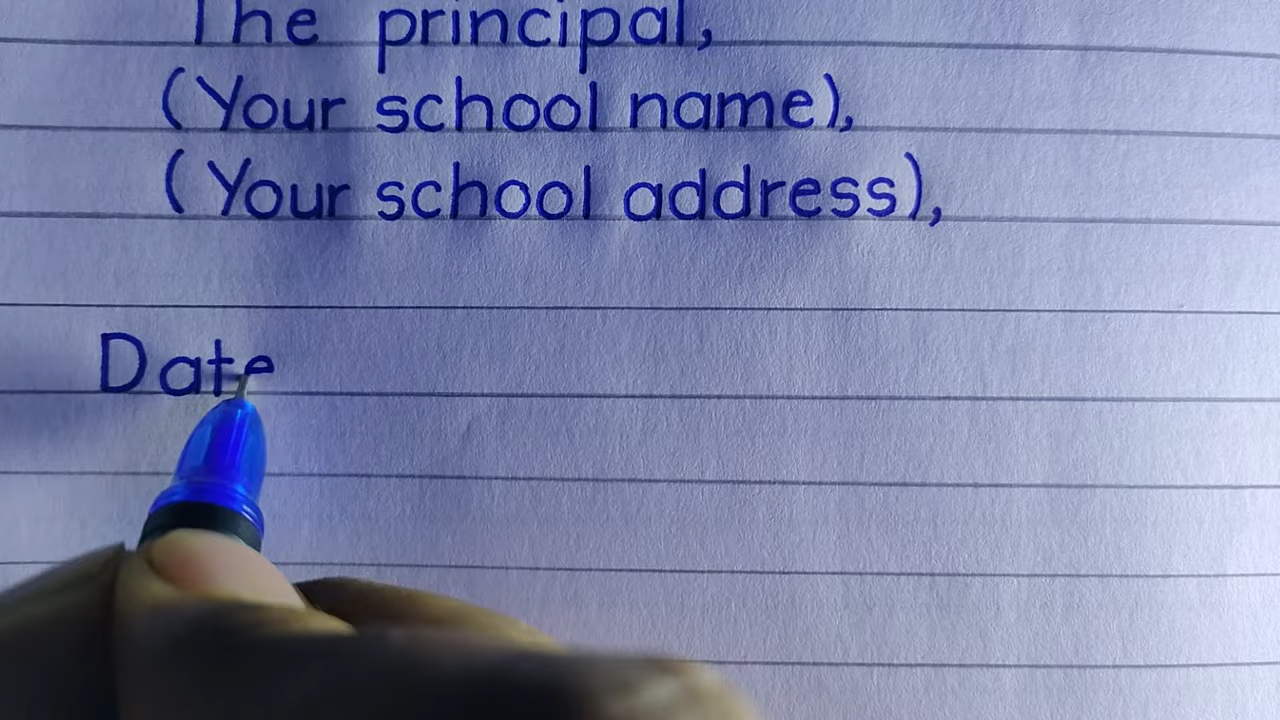 The principal,
(Your school name),
(Your school address),
Date